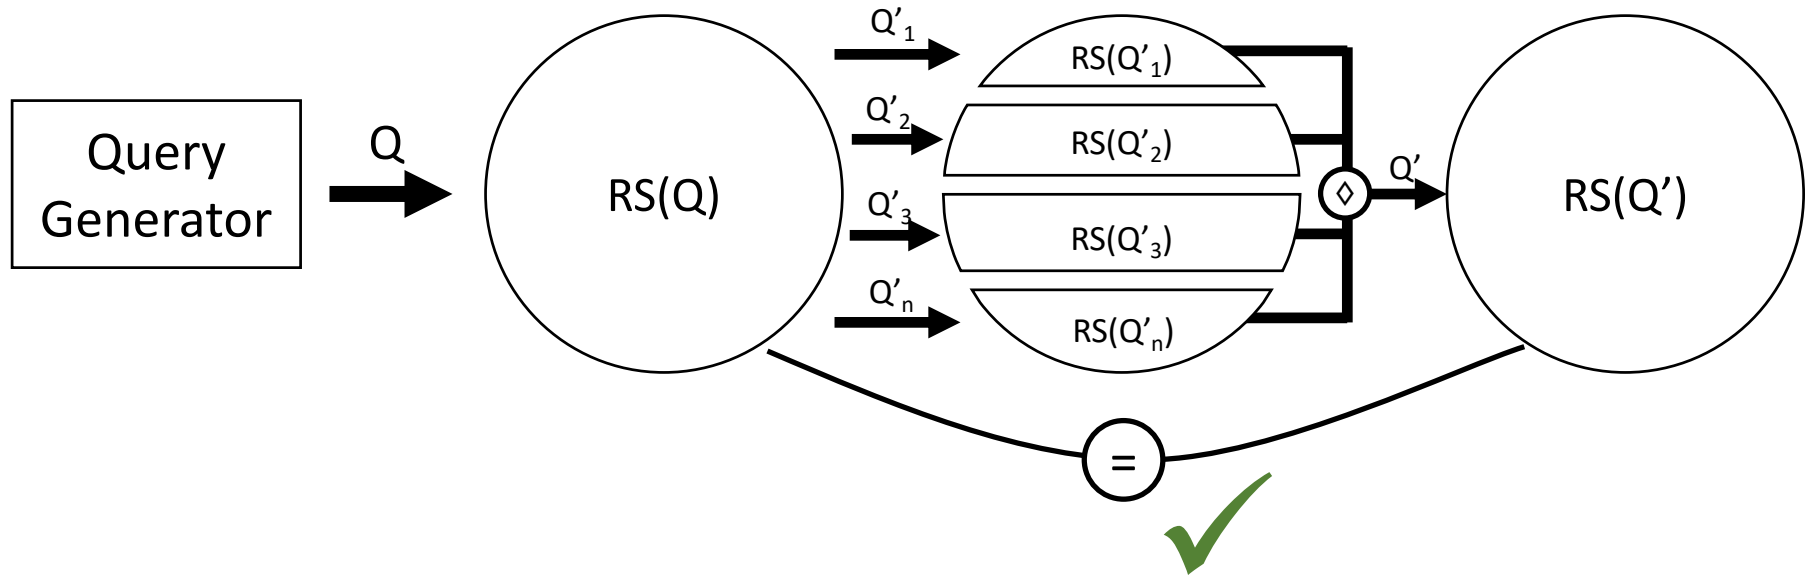 Query
Generator
Q
RS(Q)
Q’1
Q’2
Q’3
Q’n
RS(Q’1)
RS(Q’2)
RS(Q’3)
RS(Q’n)
◊
Q’
RS(Q’)
=